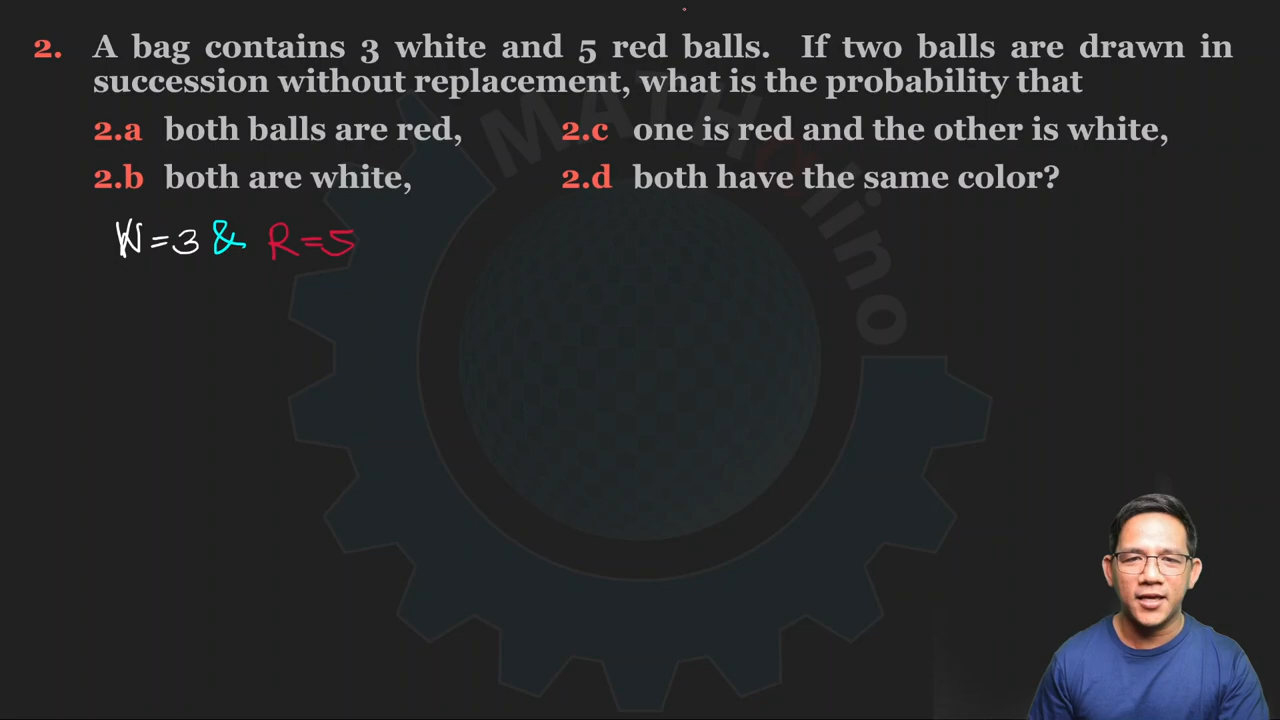 2. A bag contains 3 white and 5 red balls. If two balls are drawn in
succession without replacement, what is the probability that
2.a both balls are red, 2.c one is red and the other is white,
2.b both are white, 2.d both have the same color?
W=3 & R=5
MATHalino